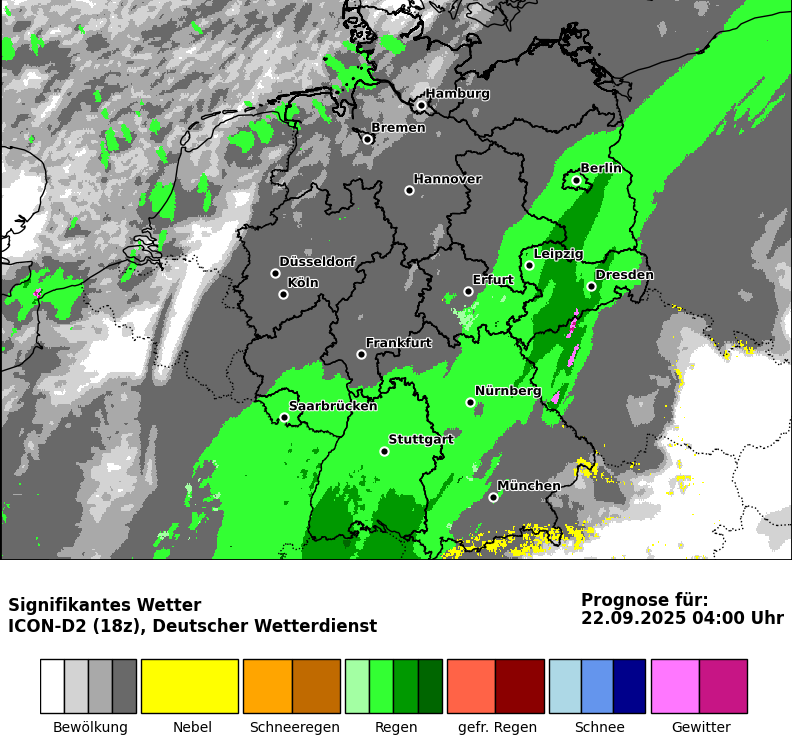 Hamburg
Bremen
Berlin
Hannover
Leipzig
Düsseldorf
Dresden
Köln
Erfurt
Frankfurt
Nürnberg
Saarbrücken
Stuttgart
München
Signifikantes Wetter
ICON-D2 (18z), Deutscher Wetterdienst
Prognose für:
22.09.2025 04:00 Uhr
Bewölkung Nebel Schneeregen Regen gefr. Regen Schnee Gewitter